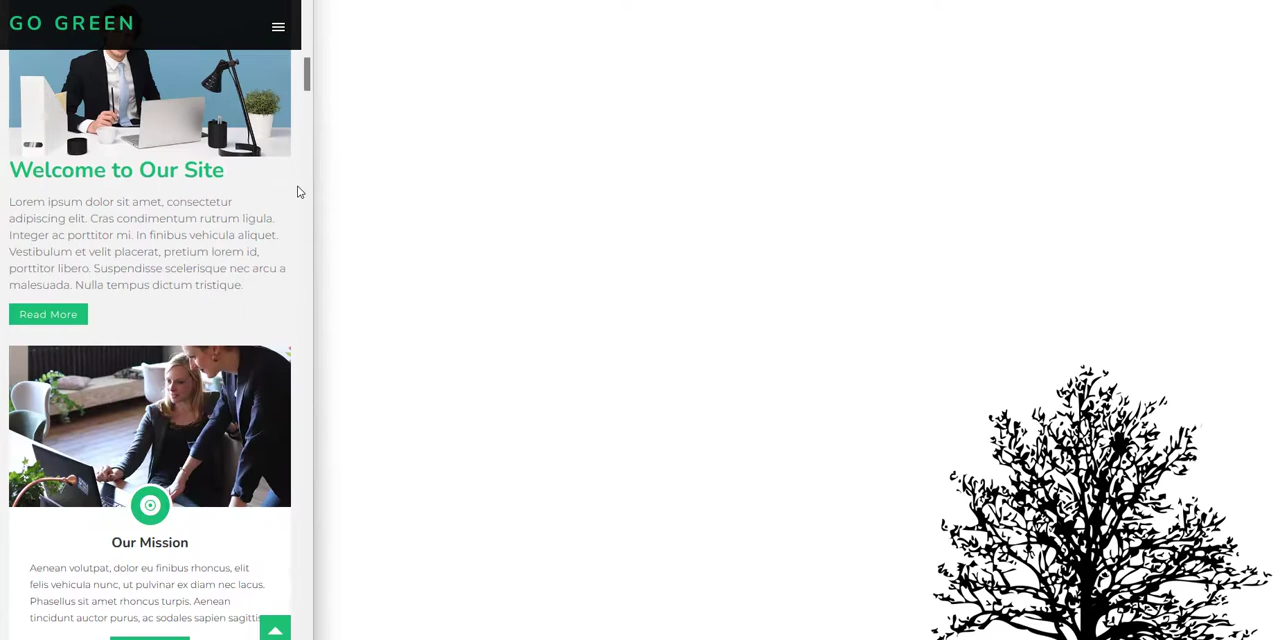 GO GREEN
Welcome to Our Site
Lorem ipsum dolor sit amet, consectetur
adipiscing elit. Cras condimentum rutrum ligula.
Integer ac porttitor mi. In finibus vehicula aliquet.
Vestibulum et velit placerat, pretium lorem id,
porttitor libero. Suspendisse scelerisque nec arcu a
malesuada. Nulla tempus dictum tristique.
Read More
Our Mission
Aenean volutpat, dolor eu finibus rhoncus, elit
felis vehicula nunc, ut pulvinar ex diam nec lacus.
Phasellus sit amet rhoncus turpis. Aenean
tincidunt auctor purus, ac sodales sapien sagittis